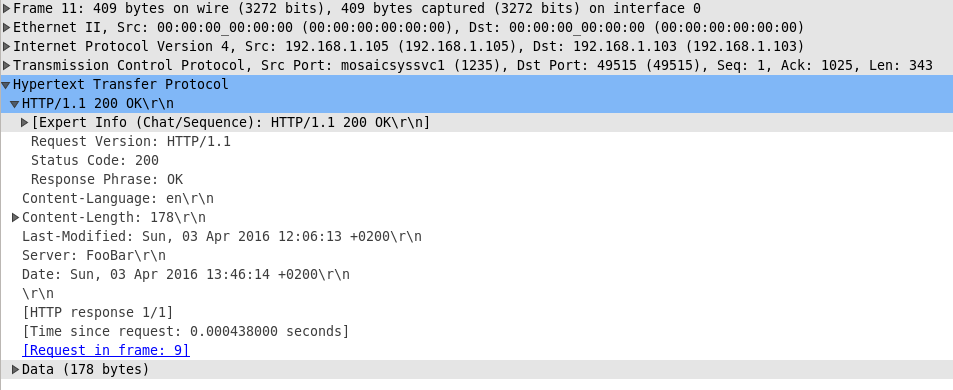 Frame 11: 409 bytes on wire (3272 bits), 409 bytes captured (3272 bits) on interface 0
Ethernet II, Src: 00:00:00_00:00:00 (00:00:00:00:00:00), Dst: 00:00:00_00:00:00 (00:00:00:00:00:00)
Internet Protocol Version 4, Src: 192.168.1.105 (192.168.1.105), Dst: 192.168.1.103 (192.168.1.103)
Transmission Control Protocol, Src Port: mosaicsyssvc1 (1235), Dst Port: 49515 (49515), Seq: 1, Ack: 1025, Len: 343
Hypertext Transfer Protocol
HTTP/1.1 200 OK\r\n
[Expert Info (Chat/Sequence): HTTP/1.1 200 OK\r\n]
Request Version: HTTP/1.1
Status Code: 200
Response Phrase: OK
Content-Language: en\r\n
Content-Length: 178\r\n
Last-Modified: Sun, 03 Apr 2016 12:06:13 +0200\r\n
Server: FooBar\r\n
Date: Sun, 03 Apr 2016 13:46:14 +0200\r\n
\r\n
[HTTP response 1/1]
[Time since request: 0.000438000 seconds]
[Request in frame: 9]
Data (178 bytes)